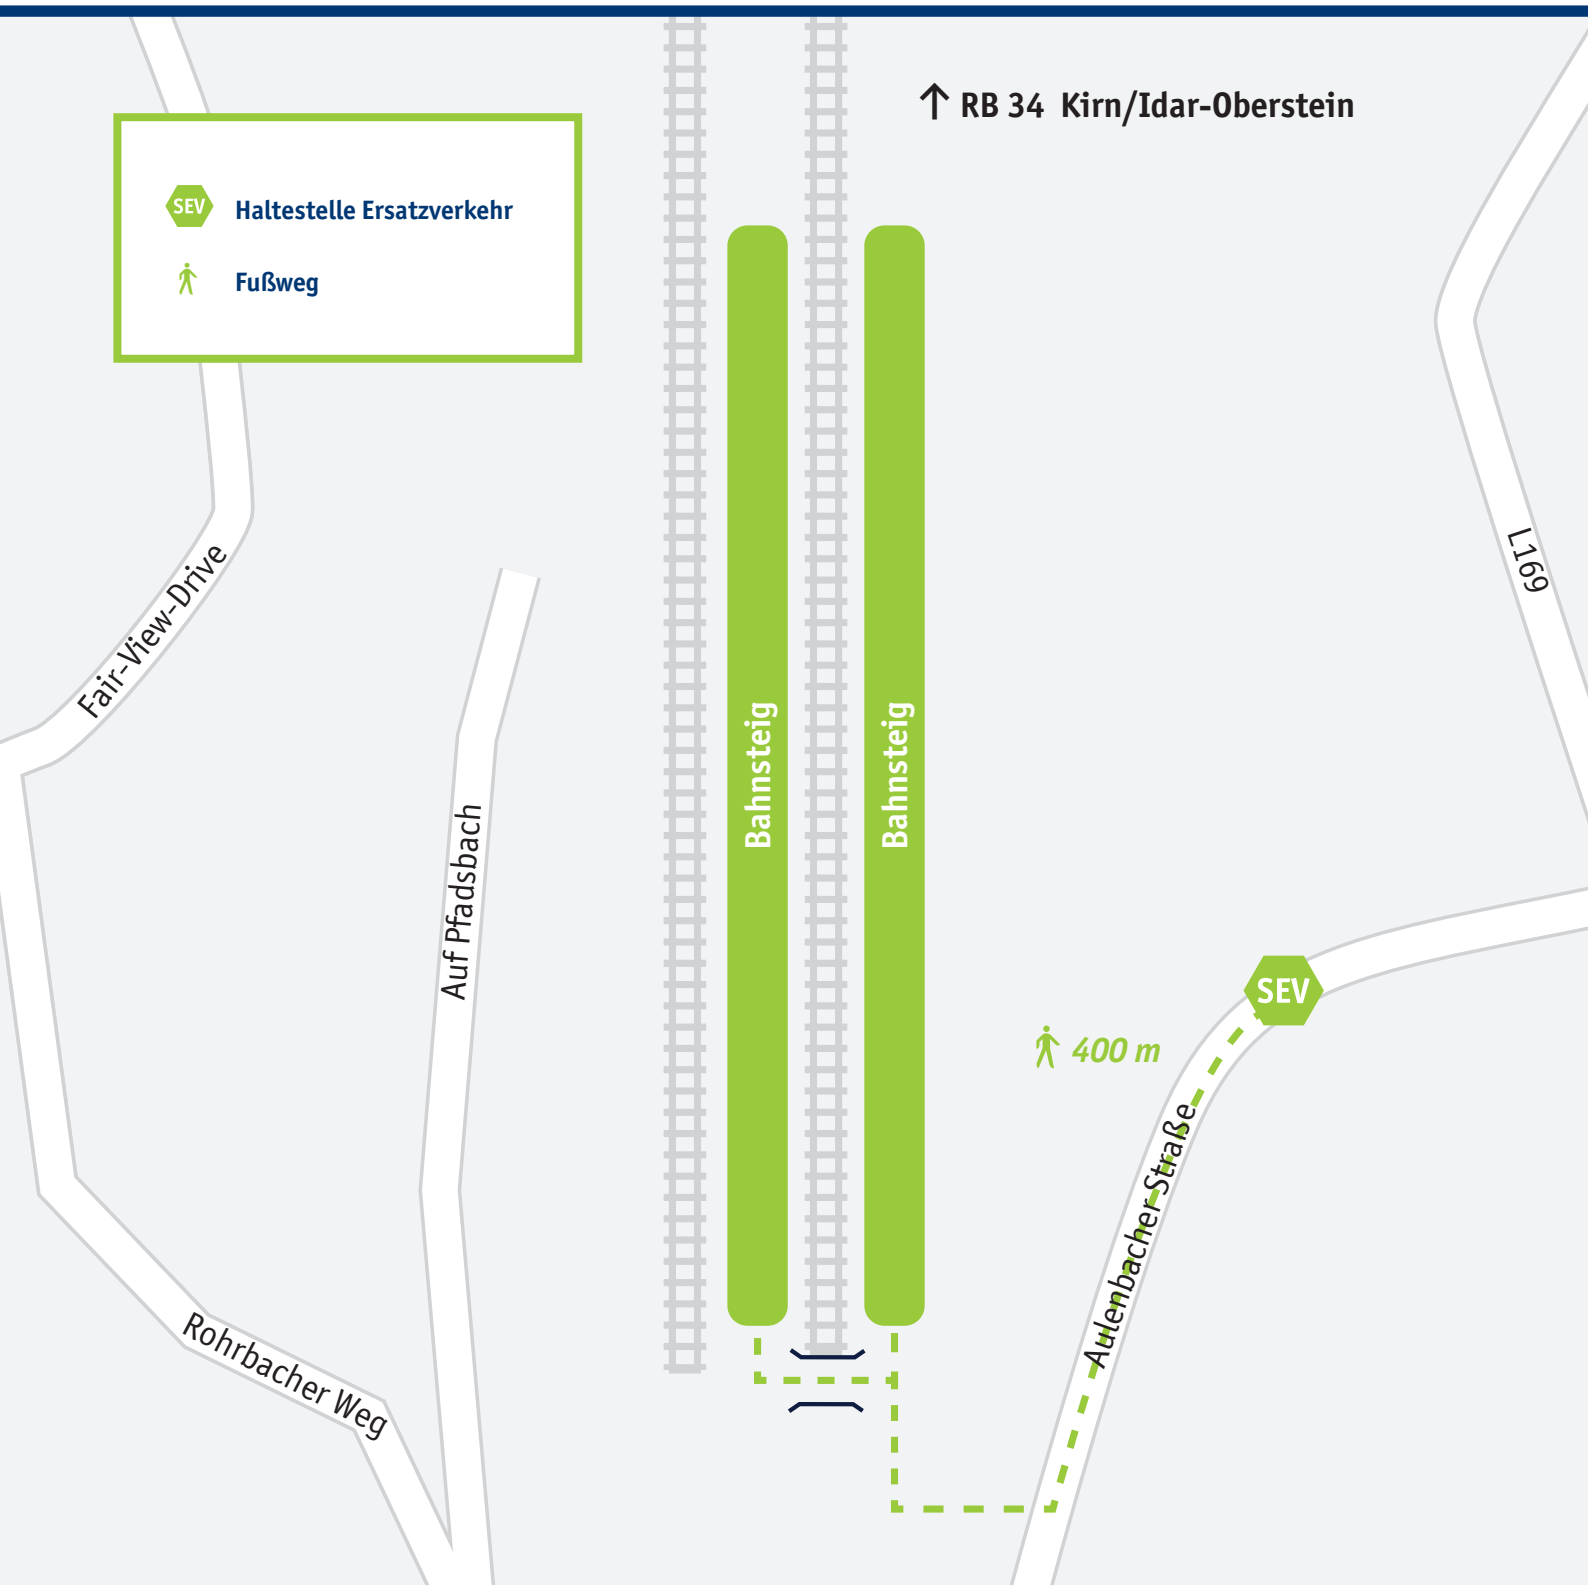 ↑ RB 34 Kirn/Idar-Oberstein
SEV Haltestelle Ersatzverkehr
Fußweg
Fair-View-Drive
L169
Bahnsteig
Bahnsteig
Auf Pfadsbach
SEV
400 m
Aulenbacher Straße
Rohrbacher Weg